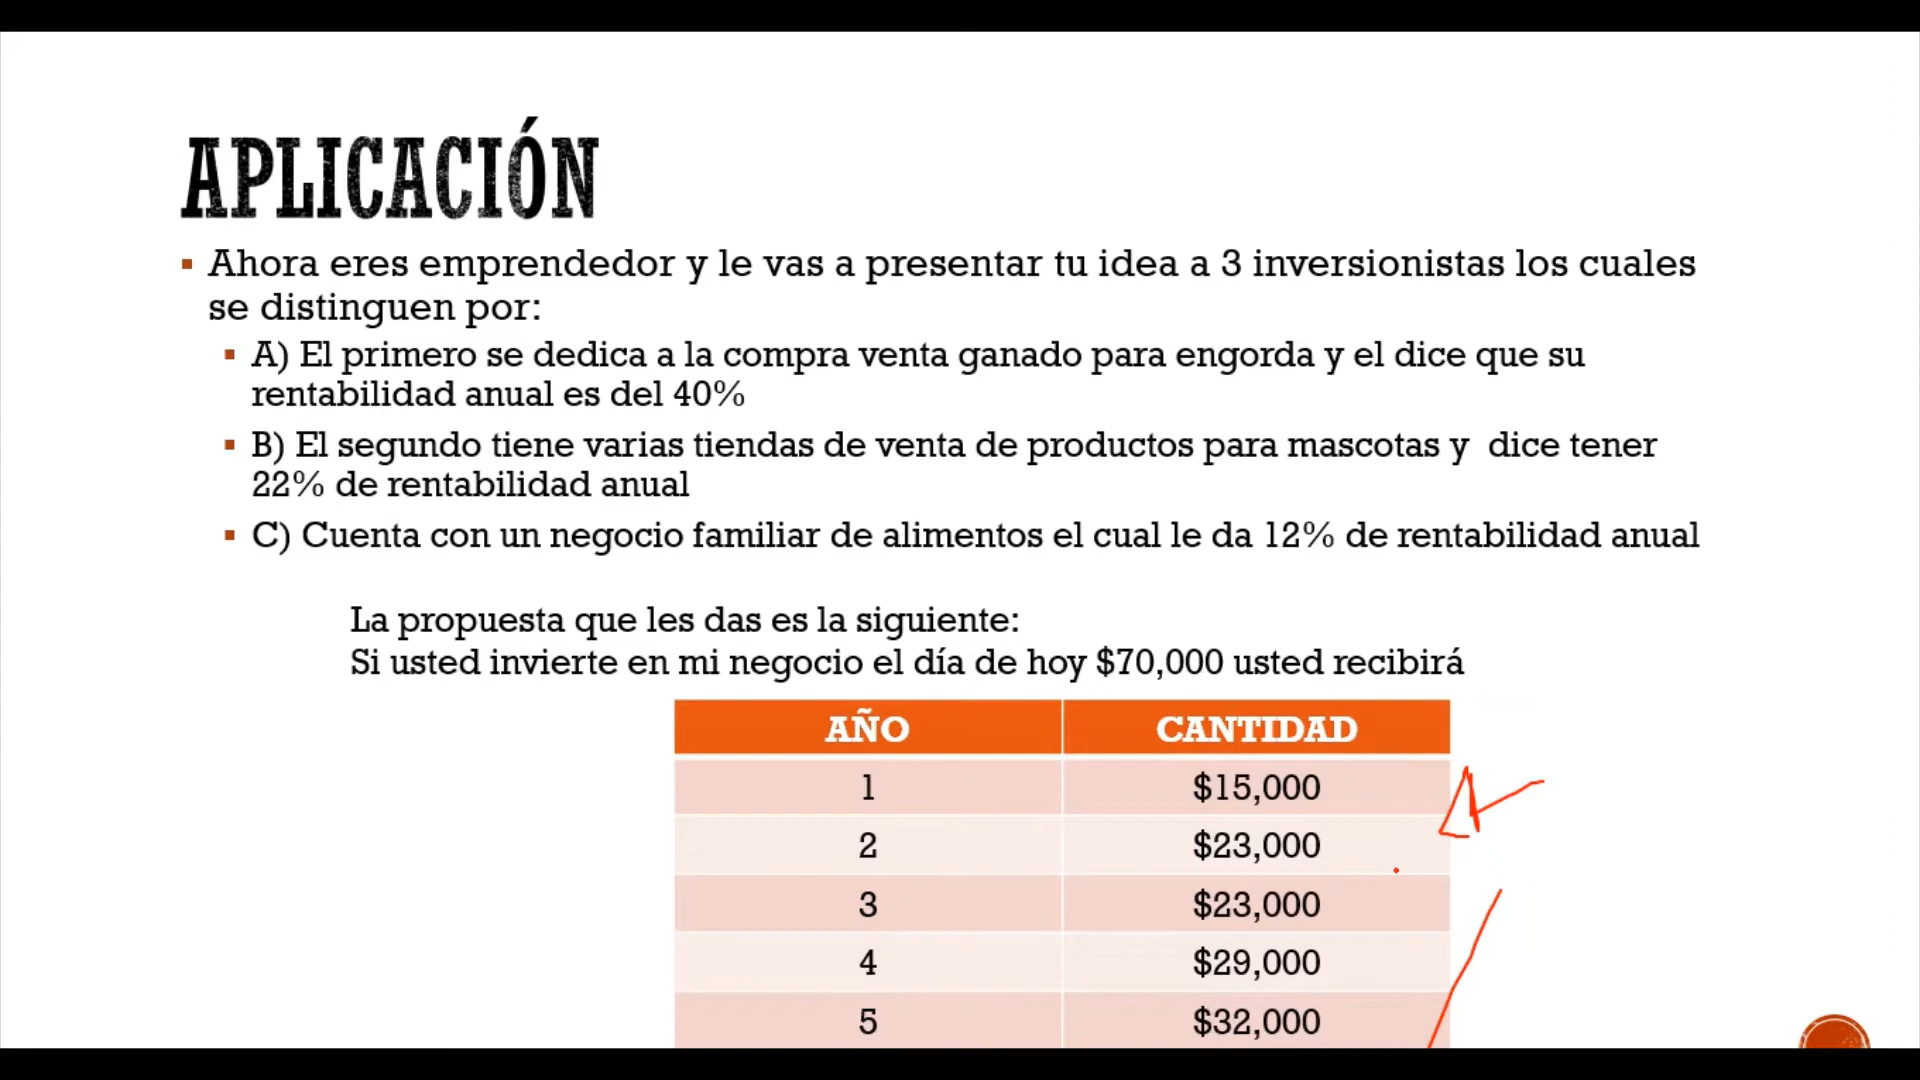 APLICACIÓN
Ahora eres emprendedor y le vas a presentar tu idea a 3 inversionistas los cuales
se distinguen por:
A) El primero se dedica a la compra venta ganado para engorda y el dice que su
rentabilidad anual es del 40%
B) El segundo tiene varias tiendas de venta de productos para mascotas y dice tener
22% de rentabilidad anual
C) Cuenta con un negocio familiar de alimentos el cual le da 12% de rentabilidad anual
La propuesta que les das es la siguiente:
Si usted invierte en mi negocio el día de hoy $70,000 usted recibirá
AÑO CANTIDAD
1 $15,000
2 $23,000
3 $23,000
4 $29,000
5 $32,000